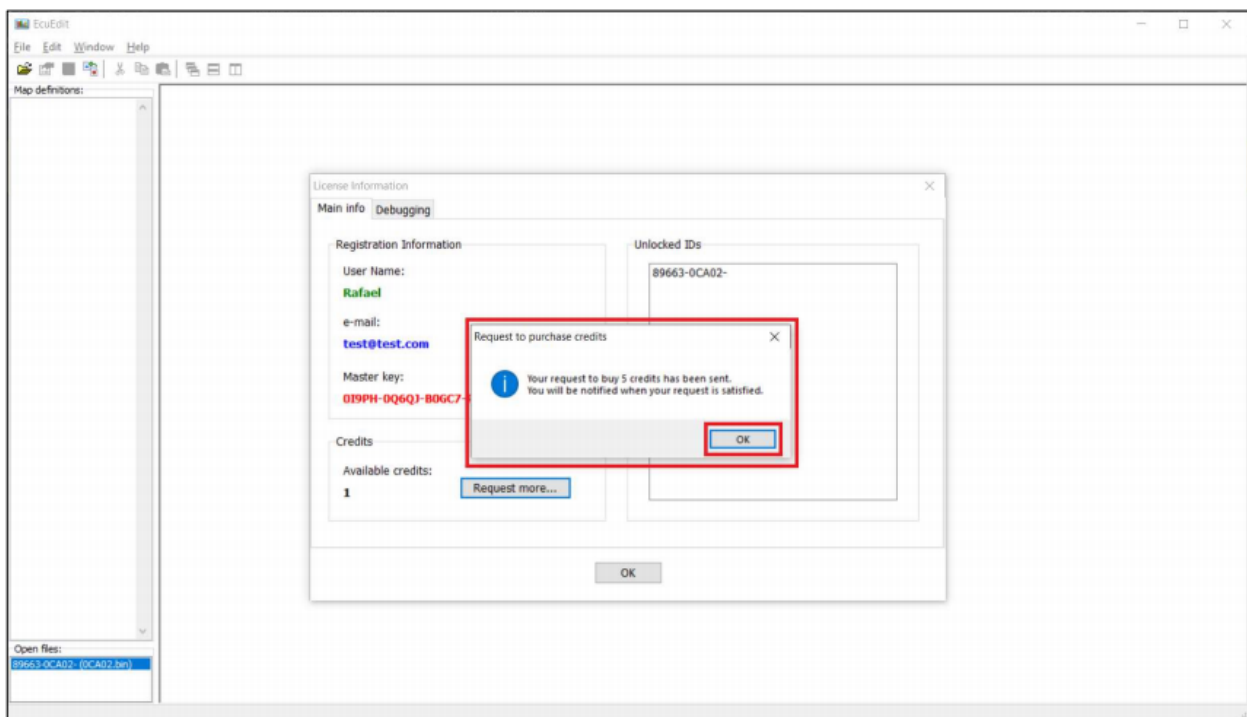 EcuEdit
File Edit Window Help
Map definitions:
License Information
Main info Debugging
Registration Information
User Name:
Rafael
e-mail:
test@test.com
Master key:
0I9PH-0Q6QJ-B0GC7-
Credits
Available credits:
1
Request more...
Unlocked IDs
89663-0CA02-
Request to purchase credits
Your request to buy 5 credits has been sent.
You will be notified when your request is satisfied.
OK
OK
Open files:
89663-0CA02- (0CA02.bin)